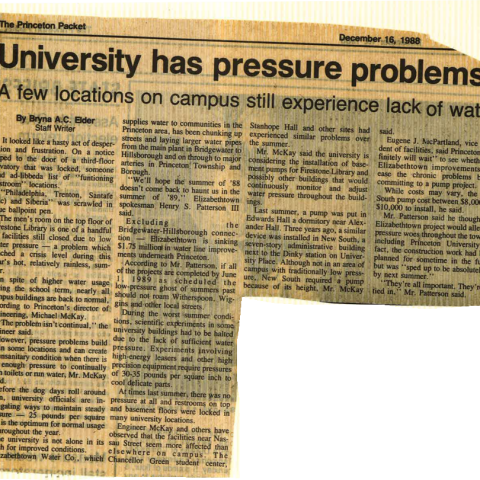 The Princeton Packet
December 16, 1988
University has pressure problems
A few locations on campus still experience lack of wat
By Bryna A.C. Elder
Staff Writer
It looked like a hasty act of desper-
tion and frustration. On a notice
ped to the door of a third-floor
vatory that was locked, someone
ad ad-libbed a list of "functioning
throom" locations.
"Philadelphia, Trenton, Santafe
c) and Siberia" was scrawled in
ue ballpoint pen.
The men's room on the top floor of
estone Library is one of a handful
facilities still closed due to low
ter pressure — a problem which
ched a crisis level during this
r's hot, relatively rainless, sum-
er.
n spite of higher water usage
ing the school term, nearly all
mpus buildings are back to normal,
cording to Princeton's director of
gineering, Michael McKay.
"The problem isn't continual," the
ineer said.
owever, pressure problems build
n some locations and can create
umanitary condition when there is
enough pressure to continually
h toilets or run water, Mr. McKay
d.
efore the dog days roll around
n, university officials are in-
gating ways to maintain steady
ure — 25 pounds per square
is the optimum for normal usage
roughout the year.
e university is not alone in its
h for improved conditions.
zabethtown Water Co., which
supplies water to communities in the
Princeton area, has been chunking up
streets and laying larger water pipes
from the main plant in Bridgewater to
Hillsborough and on through to major
arteries in Princeton Township and
Borough.
"We'll hope the summer of '88
doesn't come back to haunt us in the
summer of '89," Elizabethtown
spokesman Henry S. Patterson III
said.
Excluding the
Bridgewater-Hillsborough connec-
tion — Elizabethtown is sinking
$1.75 million in water line improve-
ments underneath Princeton.
According to Mr. Patterson, if all
of the projects are completed by June
1, 1989 as scheduled the
low-pressure ghost of summers past
should not roam Witherspoon, Wig-
gins, and other local streets.
During the worst summer condi-
tions, scientific experiments in some
university buildings had to be halted
due to the lack of sufficient water
pressure. Experiments involving
high-energy leasers and other high
precision equipment require pressures
of 30-35 pounds per square inch to
cool delicate parts.
At times last summer, there was no
pressure at all and restrooms on top
and basement floors were locked in
many university locations.
Engineer McKay and others have
observed that the facilities near Nas-
sau Street seem more affected than
elsewhere on campus. The
Chancellor Green student center,
Stanhope Hall and other sites had
experienced similar problems over
the summer.
Mr. McKay said the university is
considering the installation of base-
ment pumps for Firestone Library and
possibly other buildings that would
continuously monitor and adjust
water pressure throughout the build-
ings.
Last summer, a pump was put in
Edwards Hall a dormitory near Alex-
ander Hall. Three years ago, a similar
device was installed in New South, a
seven-story administrative building
next to the Dinky station on Univer-
sity Place. Although not in an area of
campus with traditionally low press-
ure, New South required a pump
because of its height, Mr. McKay
said.
Eugene J. MacPartland, vice
of facilities, said Princeton
finitely will wait" to see wheth
Elizabethtown improvements
ease the chronic problems b
committing to a pump project.
While costs may vary, the
South pump cost between $8,000
$10,000 to install, he said.
Mr. Patterson said he though
Elizabethtown project would alle
pressure woes throughout the to
including Princeton University
fact, the construction work had
planned for sometime in the fu
but was "sped up to be absolutel
by next summer."
"They're all important. They're
tied in," Mr. Patterson said.